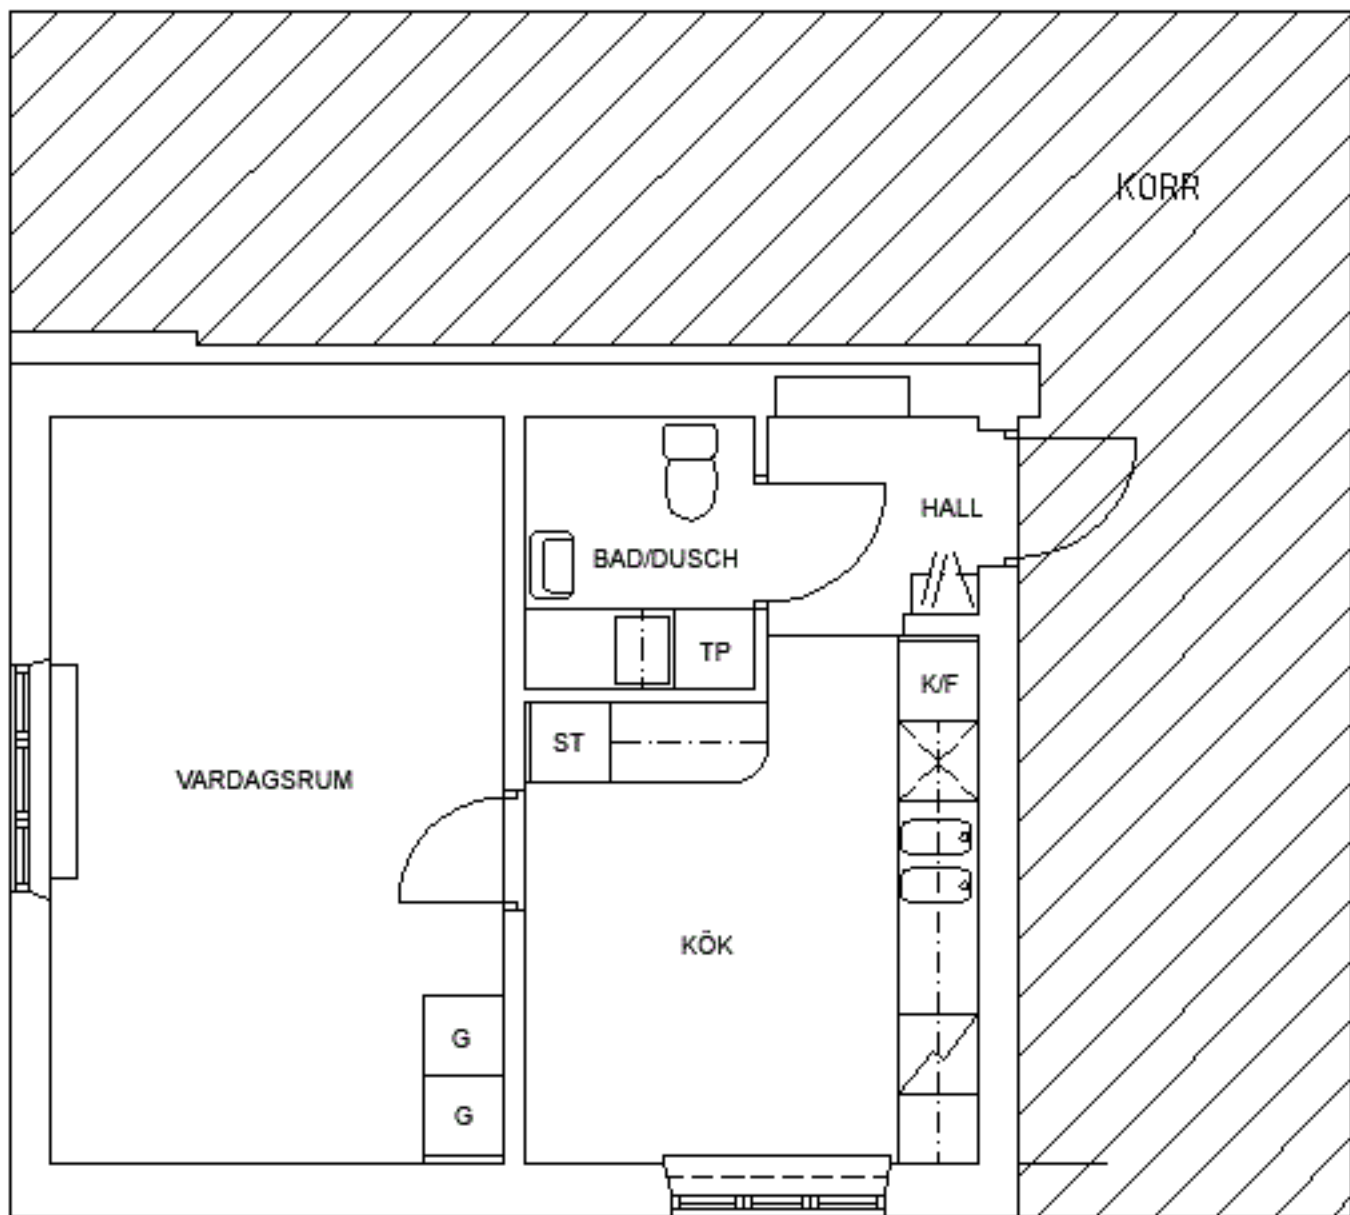 KORR
HALL
BAD/DUSCH
TP
K/F
ST
VARDAGSRUM
KÖK
G
G